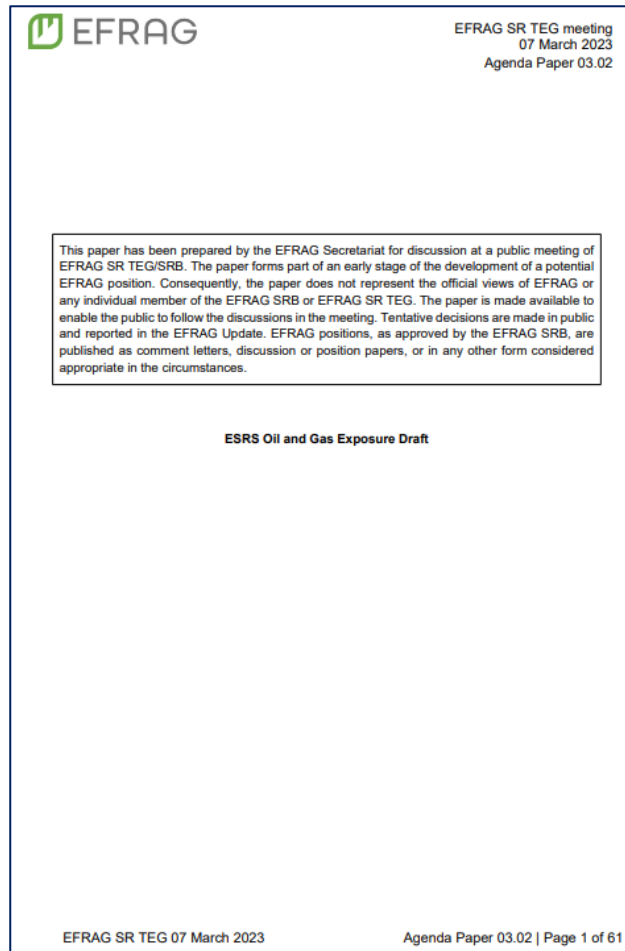 EFRAG
EFRAG SR TEG meeting
07 March 2023
Agenda Paper 03.02
This paper has been prepared by the EFRAG Secretariat for discussion at a public meeting of
EFRAG SR TEG/SRB. The paper forms part of an early stage of the development of a potential
EFRAG position. Consequently, the paper does not represent the official views of EFRAG or
any individual member of the EFRAG SRB or EFRAG SR TEG. The paper is made available to
enable the public to follow the discussions in the meeting. Tentative decisions are made in public
and reported in the EFRAG Update. EFRAG positions, as approved by the EFRAG SRB, are
published as comment letters, discussion or position papers, or in any other form considered
appropriate in the circumstances.
ESRS Oil and Gas Exposure Draft
EFRAG SR TEG 07 March 2023
Agenda Paper 03.02 | Page 1 of 61